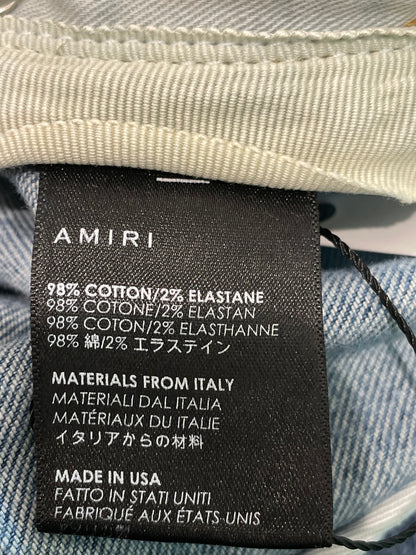 AMIRI
98% COTTON/2% ELASTANE
98% COTONE/2% ELASTAN
98% COTON/2% ELASTHANNE
98% 綿/2% エラステイン
MATERIALS FROM ITALY
MATERIALI DAL ITALIA
MATÉRIAUX DU ITALIE
イタリアからの材料
MADE IN USA
FATTO IN STATI UNITI
FABRIQUÉ AUX ÉTATS-UNIS